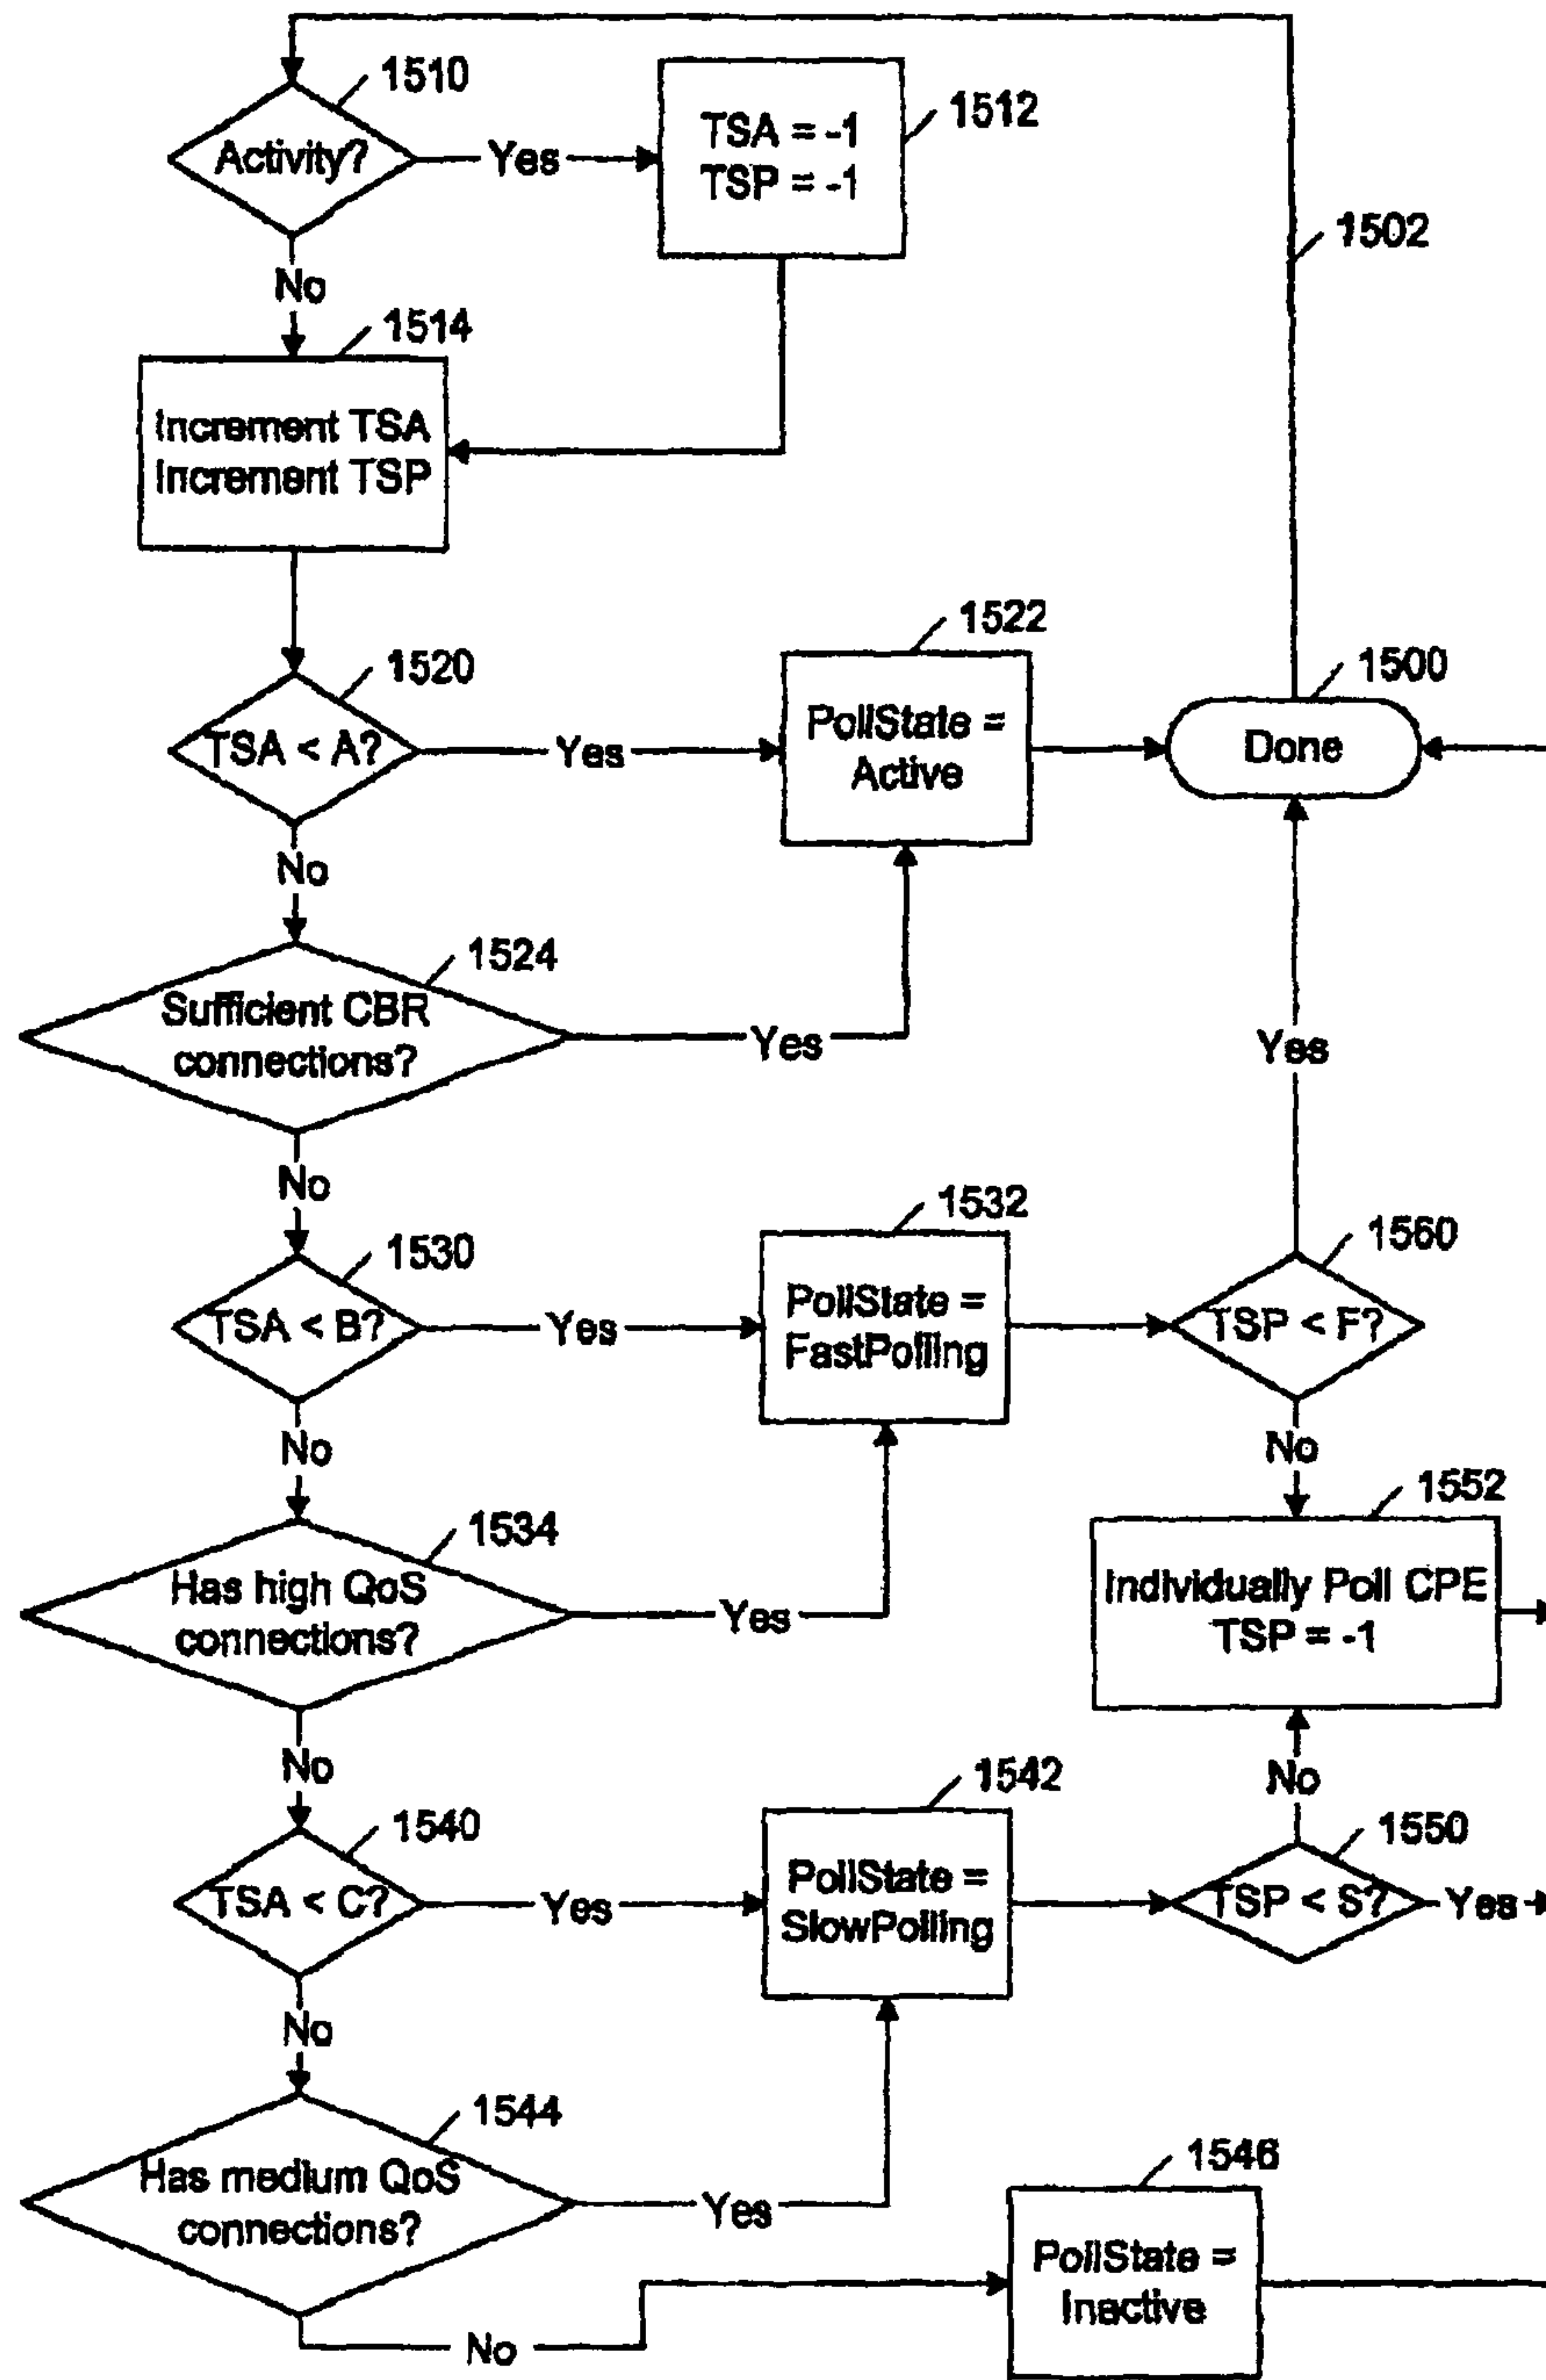 1510
Activity?
Yes
TSA = -1
TSP = -1
1512
1502
No
1514
Increment TSA
Increment TSP
1520
TSA < A?
Yes
1522
PollState =
Active
1500
Done
No
1524
Sufficient CBR
connections?
Yes
Yes
No
1530
TSA < B?
Yes
1532
PollState =
FastPolling
1560
TSP < F?
No
No
1534
Has high QoS
connections?
Yes
1552
Individually Poll CPE
TSP = -1
No
No
1540
TSA < C?
Yes
1542
PollState =
SlowPolling
1550
TSP < S?
Yes
No
1544
Has medium QoS
connections?
Yes
1546
PollState =
Inactive
No